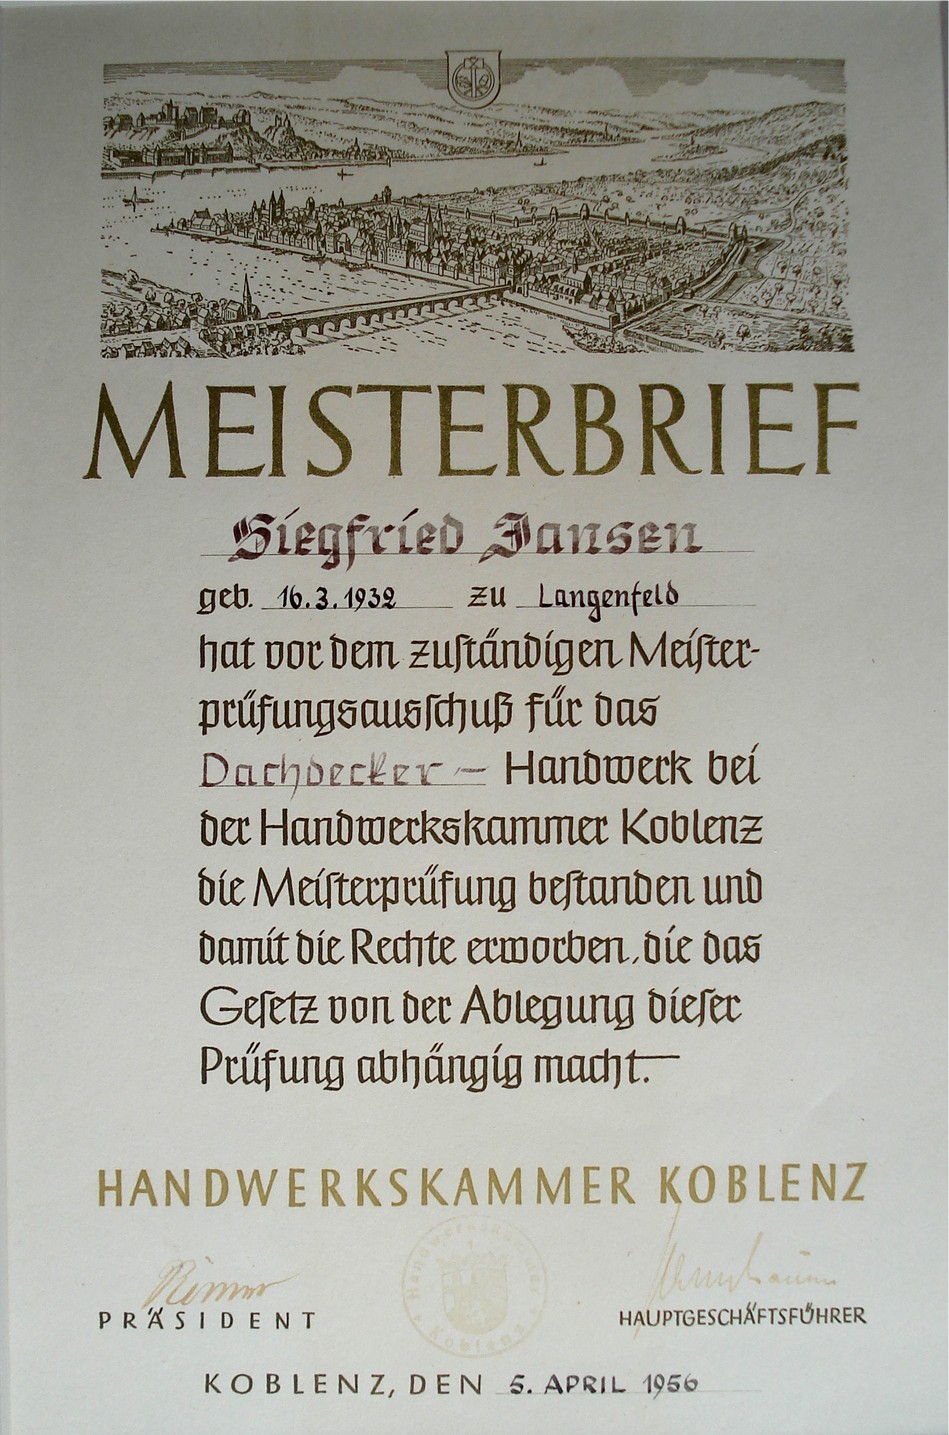 MEISTERBRIEF
Siegfried Jansen
geb. 16.3.1932 zu Langenfeld
hat vor dem zuständigen Meister-
prüfungsausschuß für das
Dachdecker – Handwerk bei
der Handwerkskammer Koblenz
die Meisterprüfung bestanden und
damit die Rechte erworben, die das
Gesetz von der Ablegung dieser
Prüfung abhängig macht.
HANDWERKSKAMMER KOBLENZ
Handwerkskammer
Koblenz
PRÄSIDENT
HAUPTGESCHÄFTSFÜHRER
KOBLENZ, DEN 5. APRIL 1956